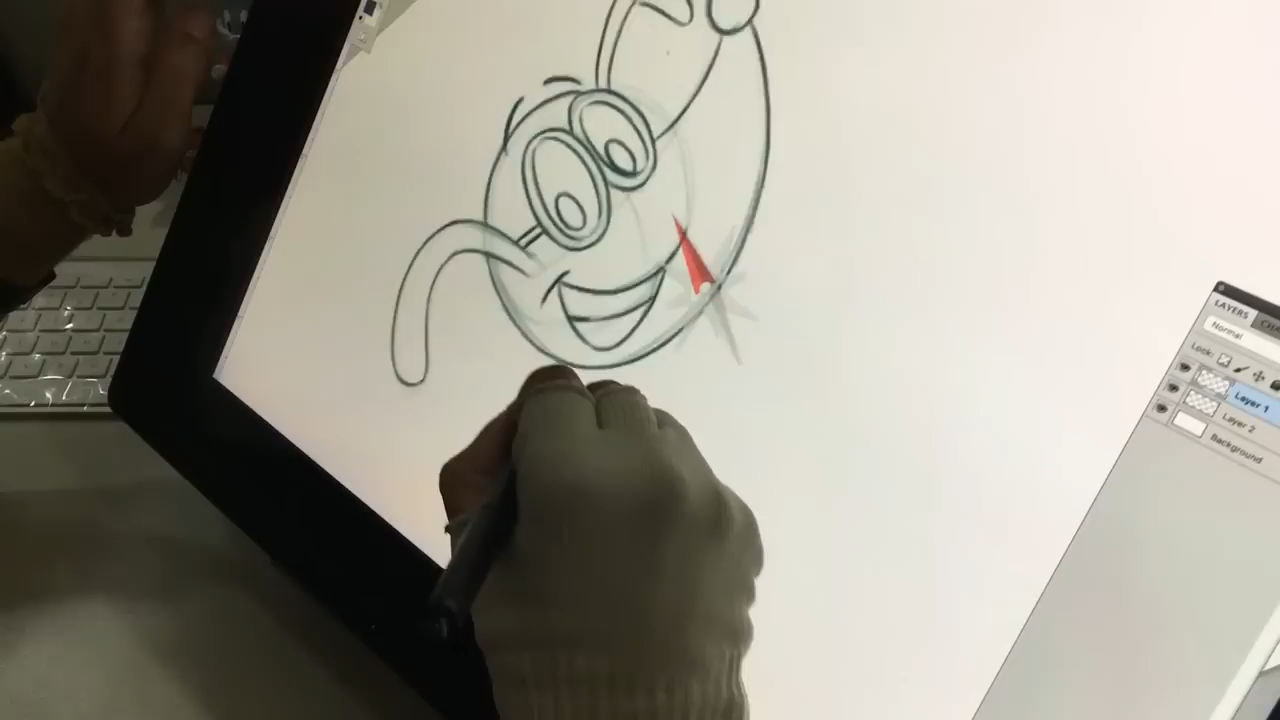 LAYERS
Normal
Lock:
Layer 1
Layer 2
Background